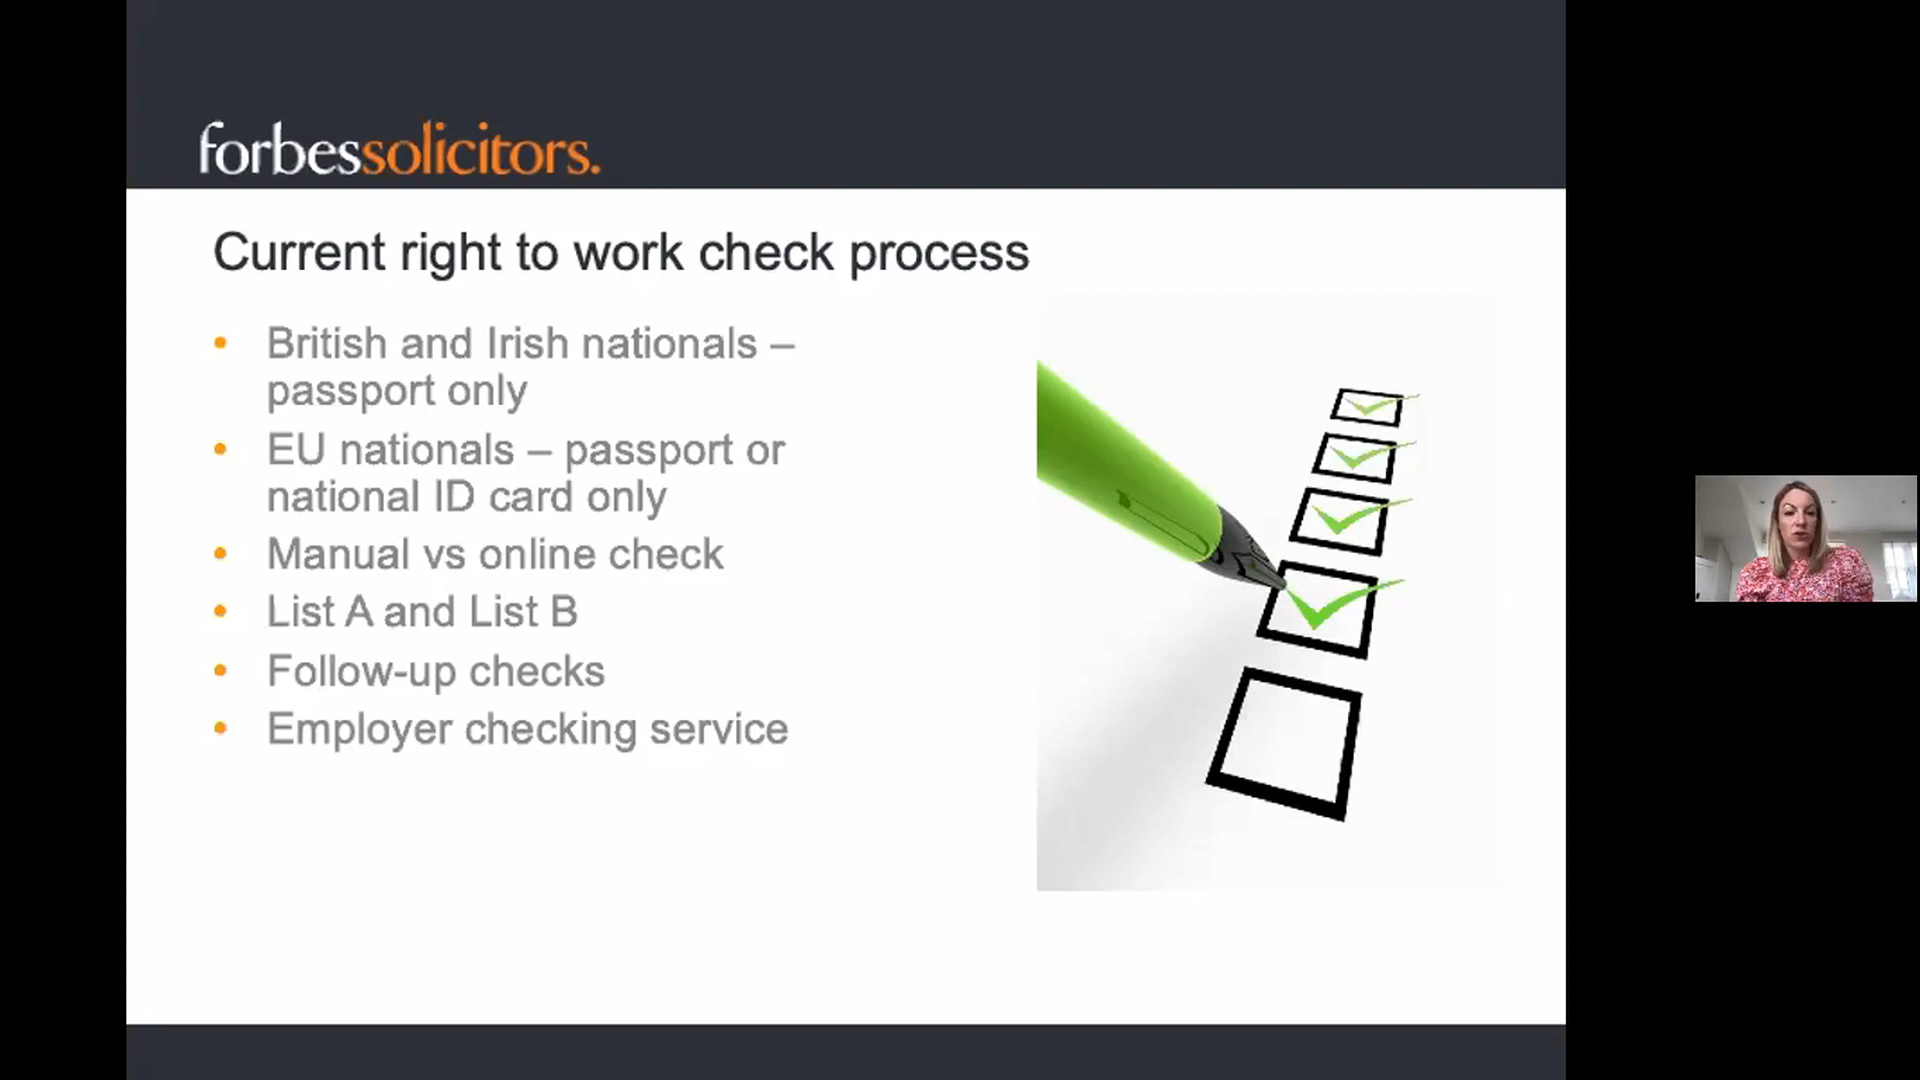 forbessolicitors.
Current right to work check process
• British and Irish nationals –
passport only
• EU nationals – passport or
national ID card only
• Manual vs online check
• List A and List B
• Follow-up checks
• Employer checking service